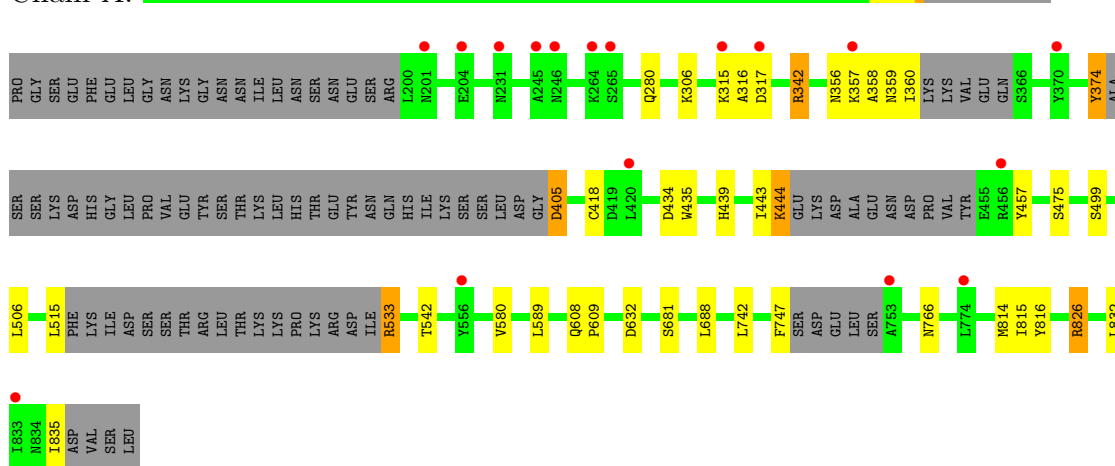 PRO GLY SER GLU PHE GLU LEU GLY ASN LYS GLY ASN ASN ILE LEU ASN SER ASN GLU SER ARG L200 N201 E204 N231 A245 N246 K264 S265 Q280 K306 K315 A316 D317 R342 N356 K357 A358 N359 I360 LYS LYS VAL GLU GLN S366 Y370 Y374 ALA
SER SER LYS ASP HIS GLY LEU PRO VAL GLU TYR SER THR LYS LEU HIS THR GLU TYR ASN GLN HIS ILE LYS SER SER LEU ASP GLY D405 C418 D419 L420 D434 W435 H439 I443 K444 GLU LYS ASP ALA GLU ASN ASP PRO VAL TYR E455 R456 Y457 S475 S499
L506 L515 PHE LYS ILE ASP SER SER THR ARG LEU THR LYS LYS PRO LYS ARG ASP ILE R533 T542 Y556 V580 L589 Q608 P609 D632 S681 L688 L742 F747 SER ASP GLU LEU SER A753 N766 L774 M814 I815 Y816 R826
I833 N834 I835 ASP VAL SER LEU